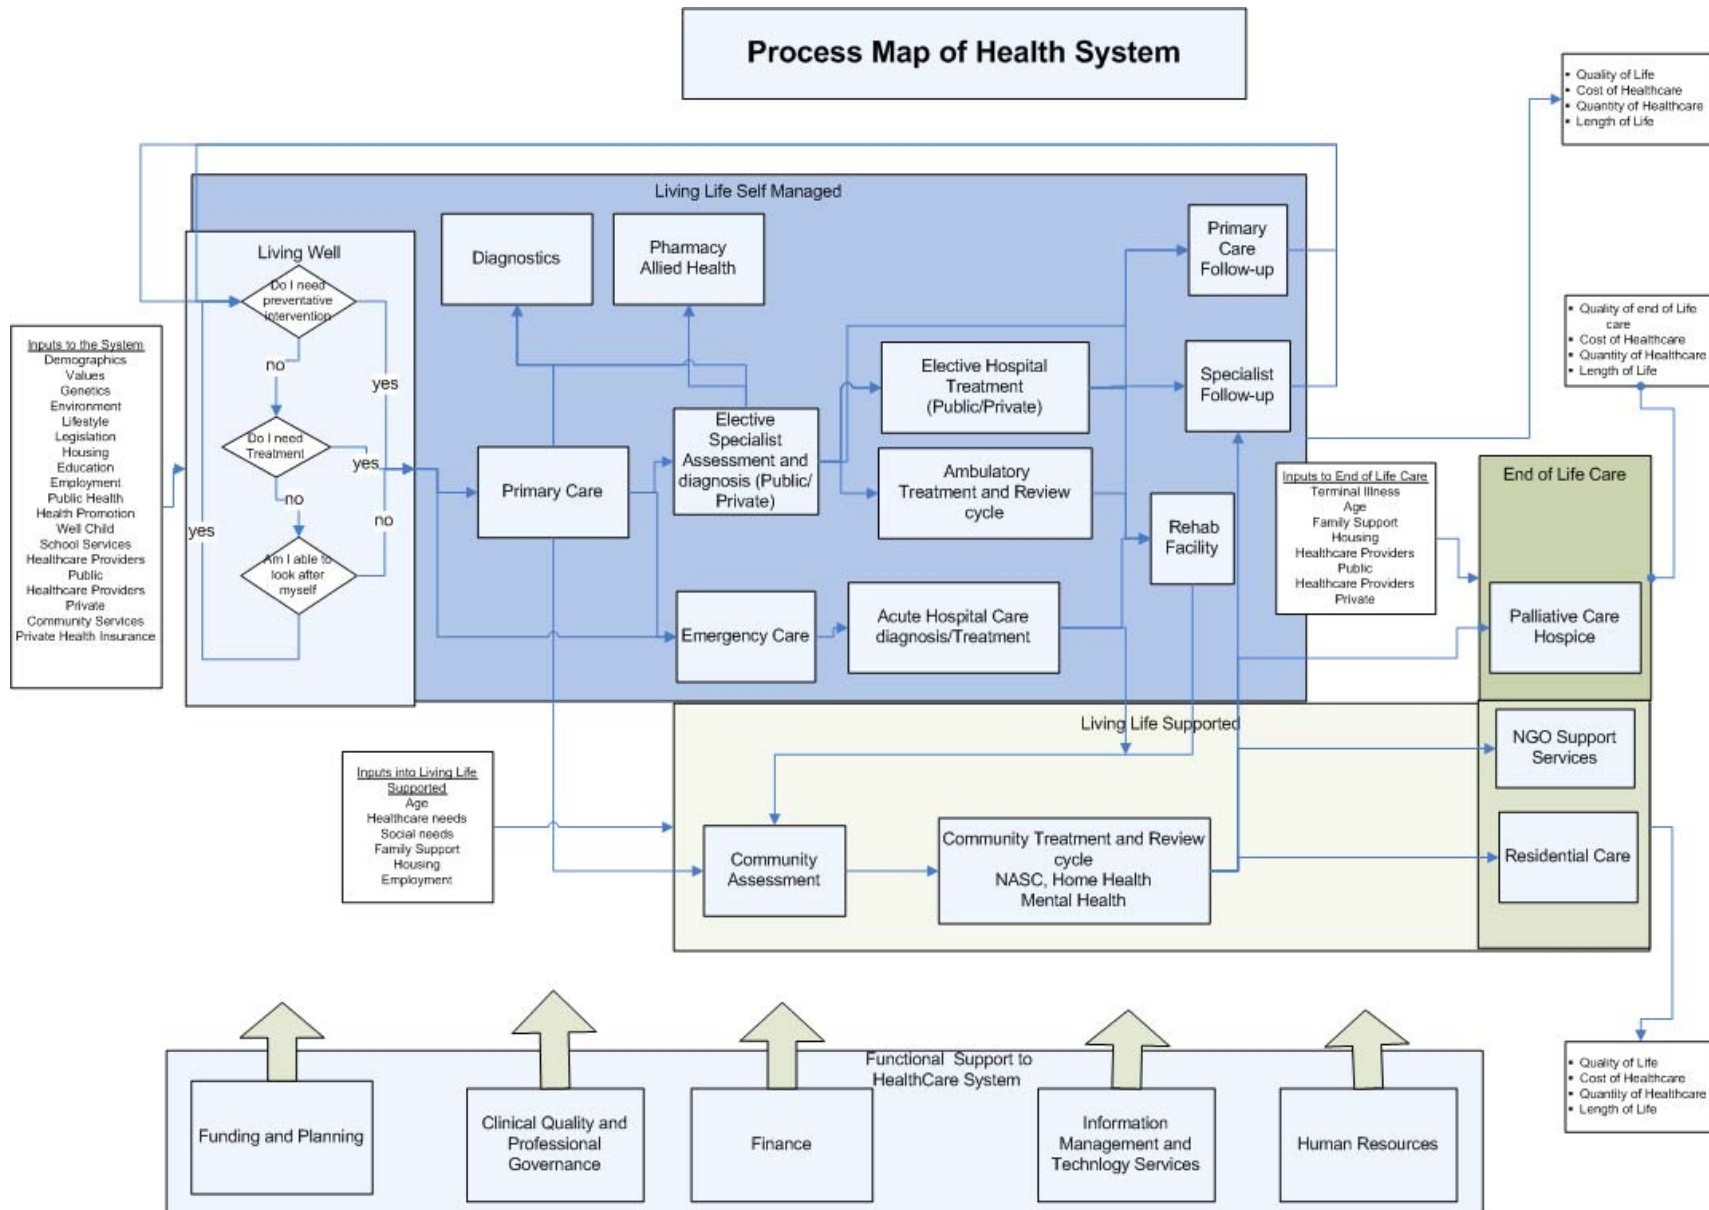 Process Map of Health System
Quality of Life
Cost of Healthcare
Quantity of Healthcare
Length of Life
Living Life Self Managed
Living Well
Do I need
preventative
intervention
no
yes
Do I need
Treatment
yes
no
no
yes
Am I able to
look after
myself
Inputs to the System
Demographics
Values
Genetics
Environment
Lifestyle
Legislation
Housing
Education
Employment
Public Health
Health Promotion
Well Child
School Services
Healthcare Providers
Public
Healthcare Providers
Private
Community Services
Private Health Insurance
Diagnostics
Pharmacy
Allied Health
Primary Care
Elective
Specialist
Assessment and
diagnosis (Public/
Private)
Emergency Care
Elective Hospital
Treatment
(Public/Private)
Ambulatory
Treatment and Review
cycle
Acute Hospital Care
diagnosis/Treatment
Primary
Care
Follow-up
Specialist
Follow-up
Rehab
Facility
Quality of end of Life
care
Cost of Healthcare
Quantity of Healthcare
Length of Life
Inputs to End of Life Care
Terminal Illness
Age
Family Support
Housing
Healthcare Providers
Public
Healthcare Providers
Private
End of Life Care
Palliative Care
Hospice
Living Life Supported
Inputs into Living Life
Supported
Age
Healthcare needs
Social needs
Family Support
Housing
Employment
Community
Assessment
Community Treatment and Review
cycle
NASC, Home Health
Mental Health
NGO Support
Services
Residential Care
Quality of Life
Cost of Healthcare
Quantity of Healthcare
Length of Life
Functional Support to
HealthCare System
Funding and Planning
Clinical Quality and
Professional
Governance
Finance
Information
Management and
Technlogy Services
Human Resources